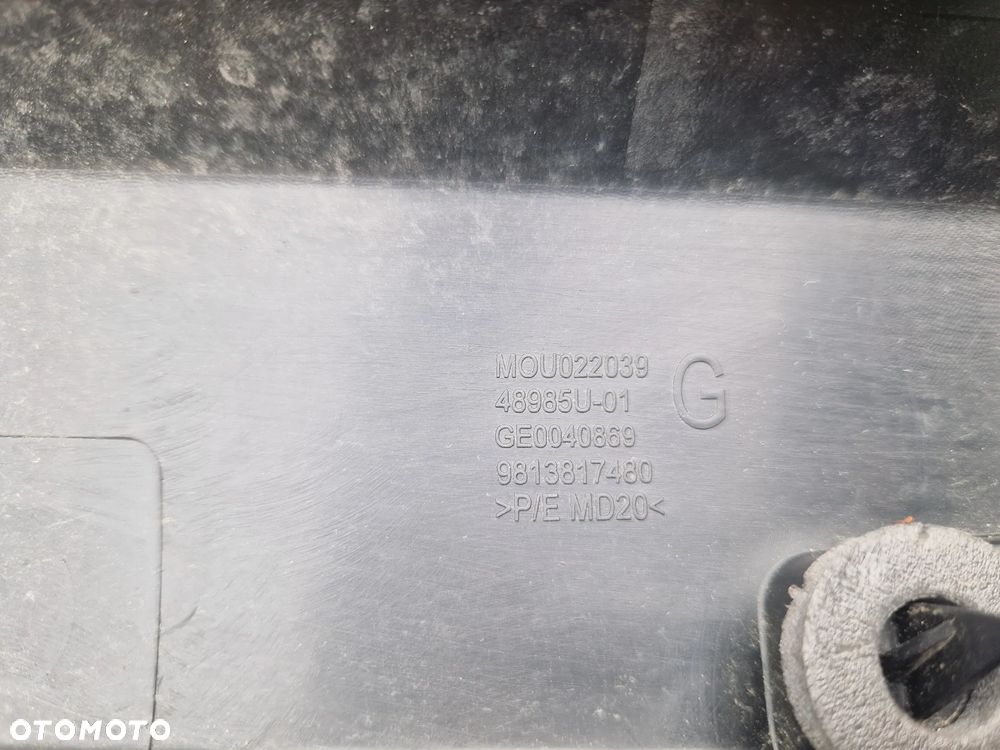 MOU022039
G
48985U-01
GE0040869
9813817480
>P/E MD20<
OTOMOTO